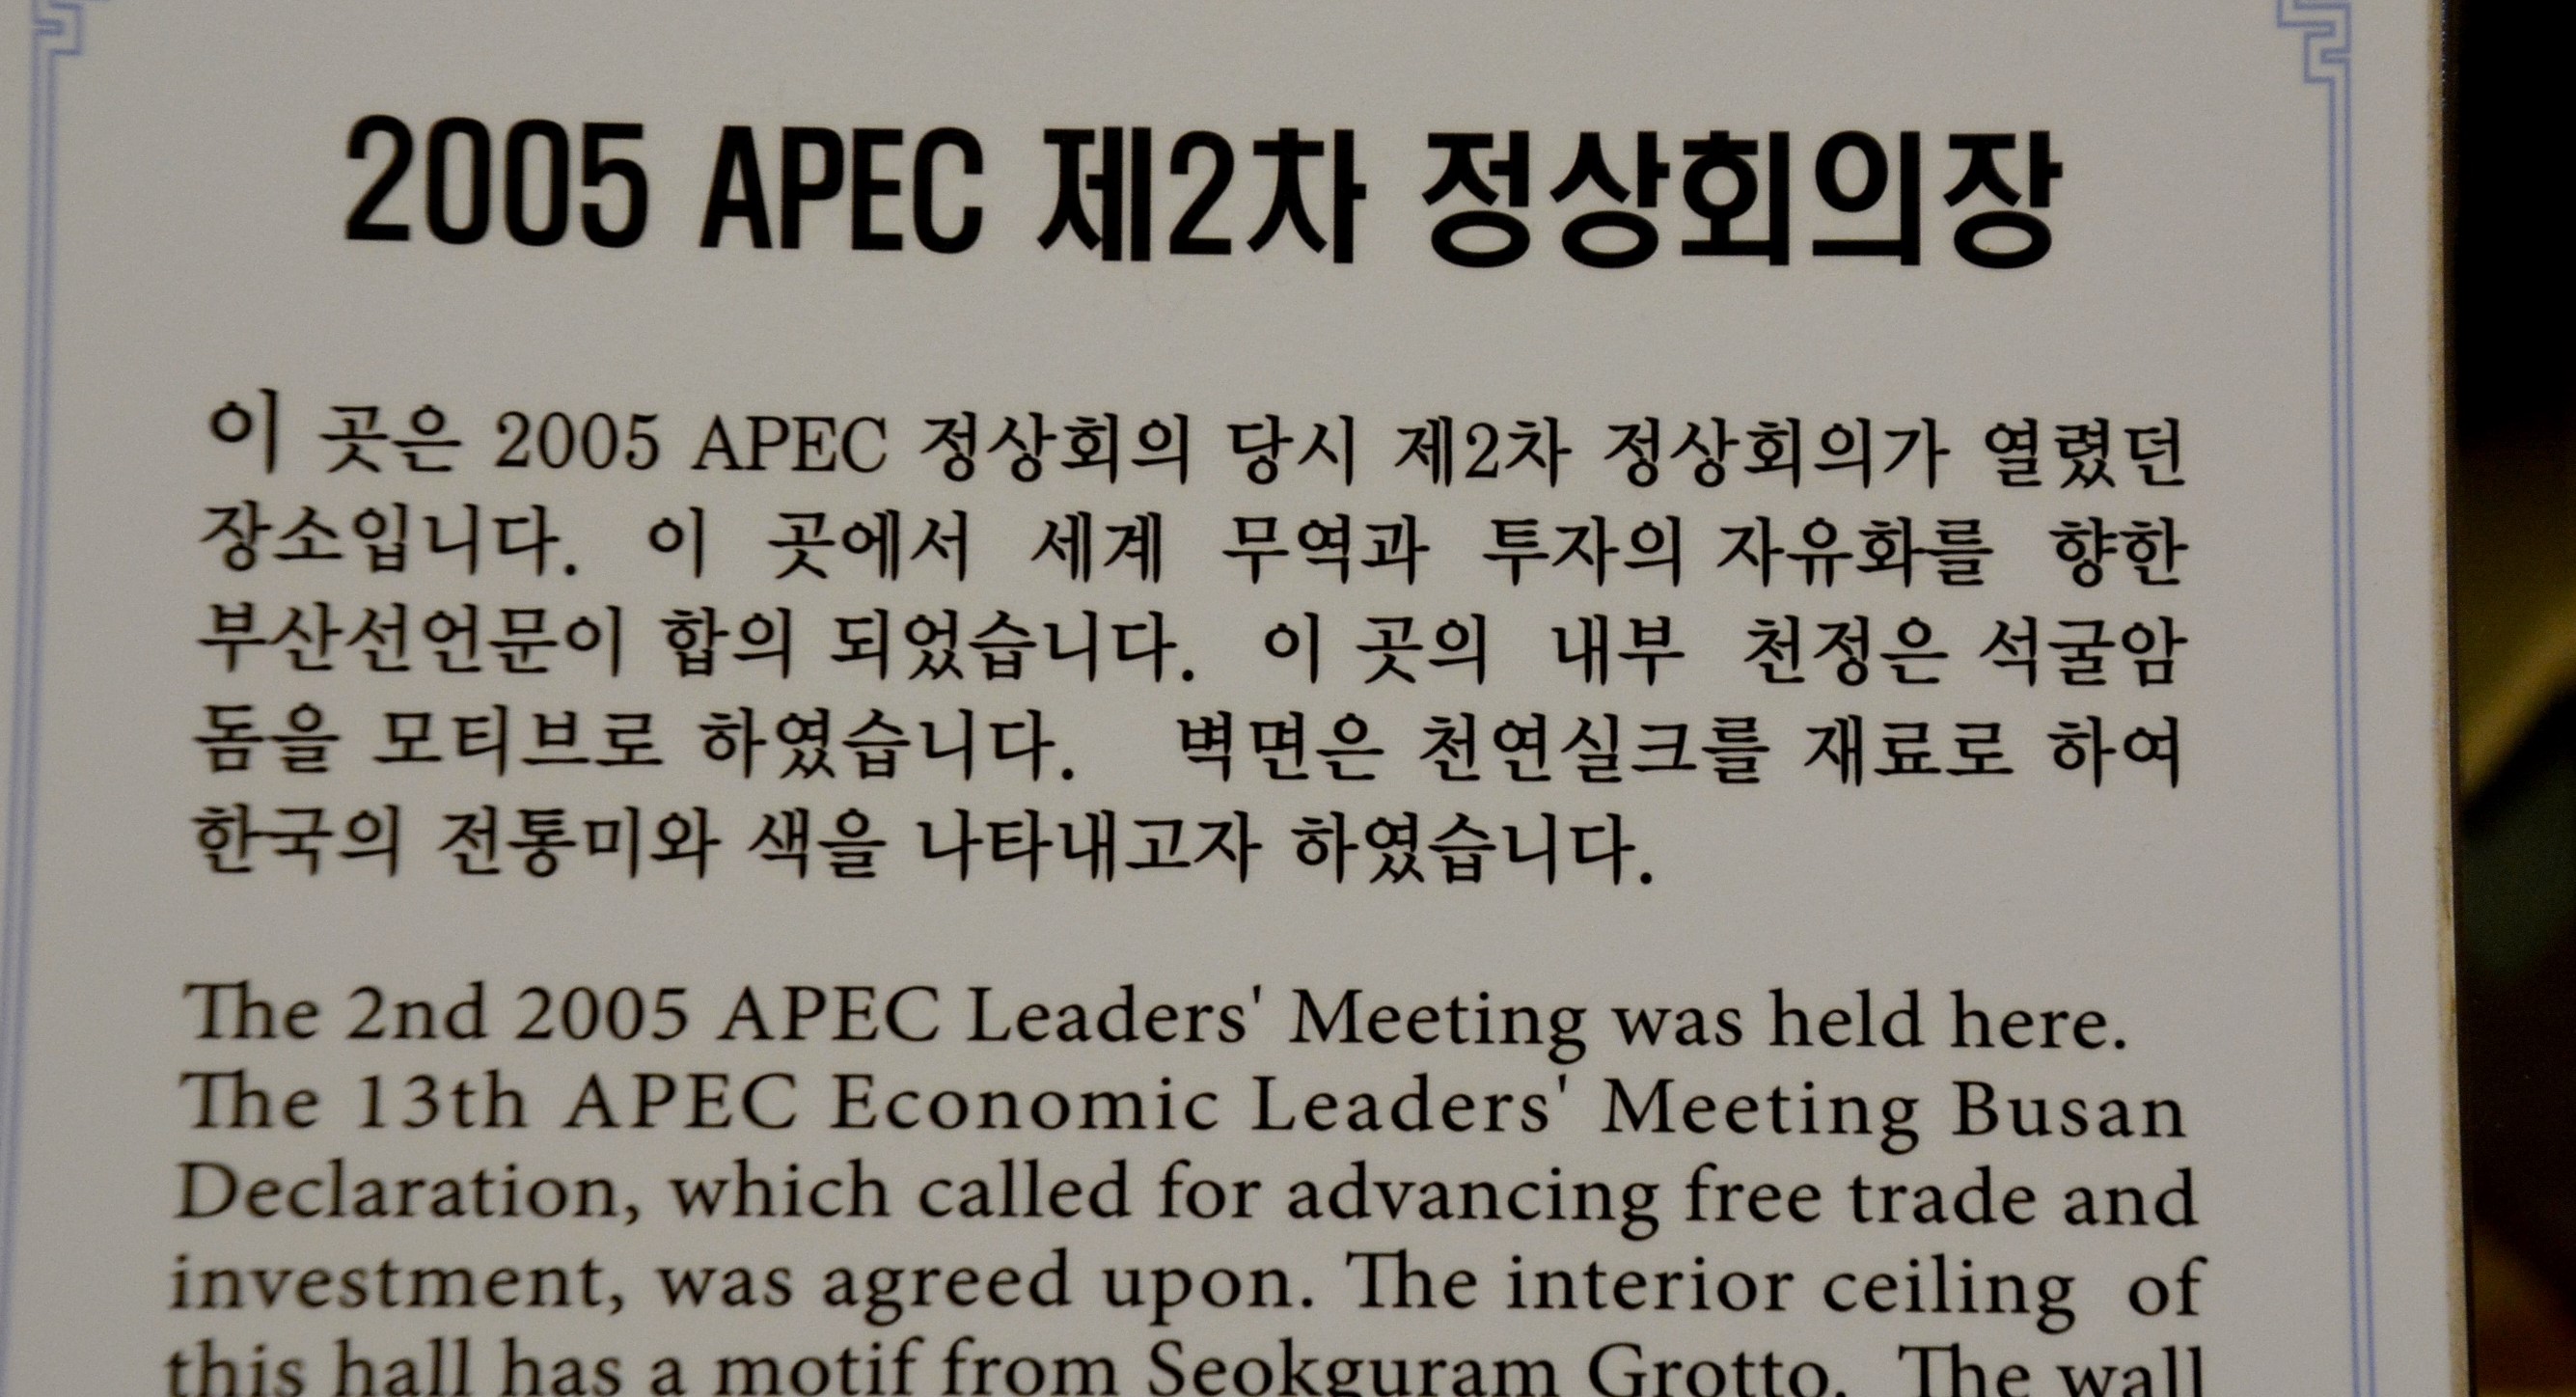 2005 APEC 제2차 정상회의장
이 곳은 2005 APEC 정상회의 당시 제2차 정상회의가 열렸던
장소입니다. 이 곳에서 세계 무역과 투자의 자유화를 향한
부산선언문이 합의 되었습니다. 이 곳의 내부 천정은 석굴암
돔을 모티브로 하였습니다. 벽면은 천연실크를 재료로 하여
한국의 전통미와 색을 나타내고자 하였습니다.
The 2nd 2005 APEC Leaders' Meeting was held here.
The 13th APEC Economic Leaders' Meeting Busan
Declaration, which called for advancing free trade and
investment, was agreed upon. The interior ceiling of
this hall has a motif from Seokguram Grotto. The wall